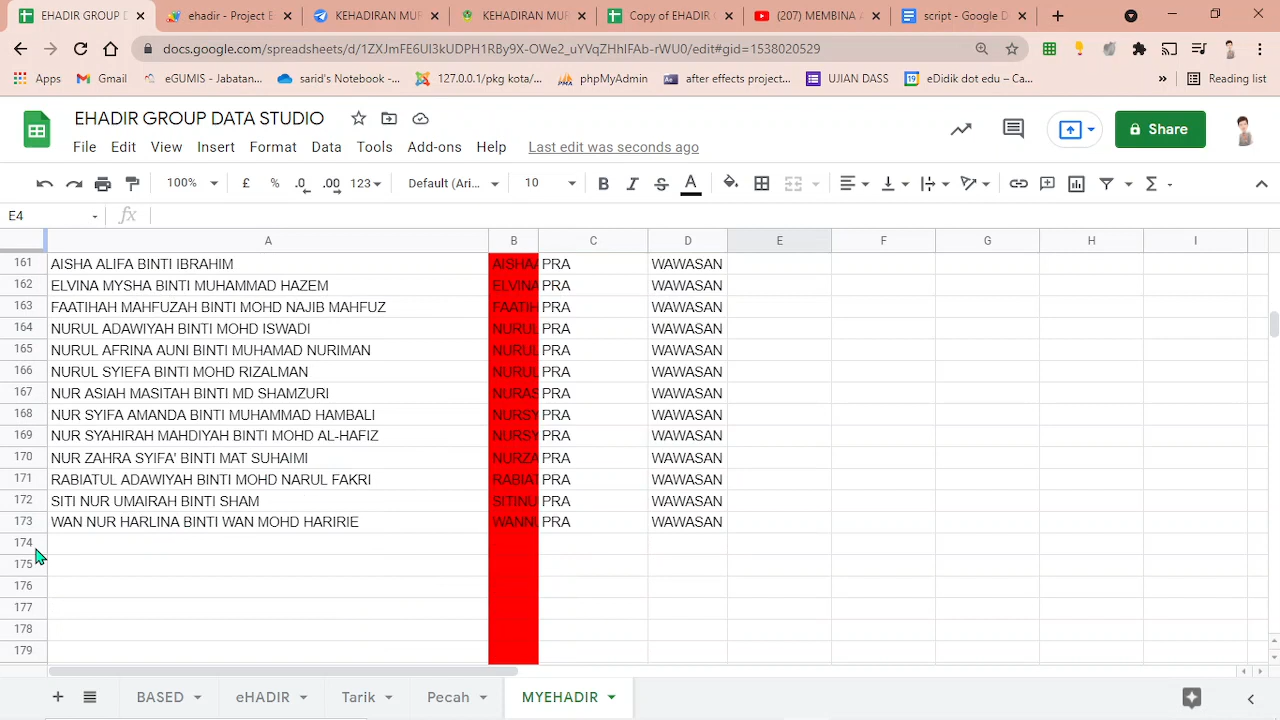 EHADIR GROUP
EHADIR GROUP DA
KEHADIRAN MUR
KEHADIRAN MUN
Copy of EHADIR G
(207) MEMBINA A
script - Google D
docs.google.com/spreadsheets/d/1ZXJmFE6UI3kUDPH1RBy9X-OWe2_uYVqZHhIFAb-rWU0/edit#gid=1538020529
Apps
Gmail
eGUMIS - Jabatan...
sarid's Notebook -...
127.0.0.1/pkg kota/...
phpMyAdmin
after effects project...
UJIAN DASS
eDidik dot edu – Ca...
Reading list
EHADIR GROUP DATA STUDIO
File Edit View Insert Format Data Tools Add-ons Help Last edit was seconds ago
Share
100% £ % .0 .00 123 Default (Ari... 10
E4
A B C D E F G H I
161 AISHA ALIFA BINTI IBRAHIM AISHAA PRA WAWASAN
162 ELVINA MYSHA BINTI MUHAMMAD HAZEM ELVINA PRA WAWASAN
163 FAATIHAH MAHFUZAH BINTI MOHD NAJIB MAHFUZ FAATIH PRA WAWASAN
164 NURUL ADAWIYAH BINTI MOHD ISWADI NURUL PRA WAWASAN
165 NURUL AFRINA AUNI BINTI MUHAMAD NURIMAN NURUL PRA WAWASAN
166 NURUL SYIEFA BINTI MOHD RIZALMAN NURUL PRA WAWASAN
167 NUR ASIAH MASITAH BINTI MD SHAMZURI NURAS PRA WAWASAN
168 NUR SYIFA AMANDA BINTI MUHAMMAD HAMBALI NURSY PRA WAWASAN
169 NUR SYAHIRAH MAHDIYAH BINTI MOHD AL-HAFIZ NURSY PRA WAWASAN
170 NUR ZAHRA SYIFA' BINTI MAT SUHAIMI NURZA PRA WAWASAN
171 RABIATUL ADAWIYAH BINTI MOHD NARUL FAKRI RABIAT PRA WAWASAN
172 SITI NUR UMAIRAH BINTI SHAM SITINU PRA WAWASAN
173 WAN NUR HARLINA BINTI WAN MOHD HARIRIE WANNU PRA WAWASAN
174
175
176
177
178
179
BASED eHADIR Tarik Pecah MYEHADIR